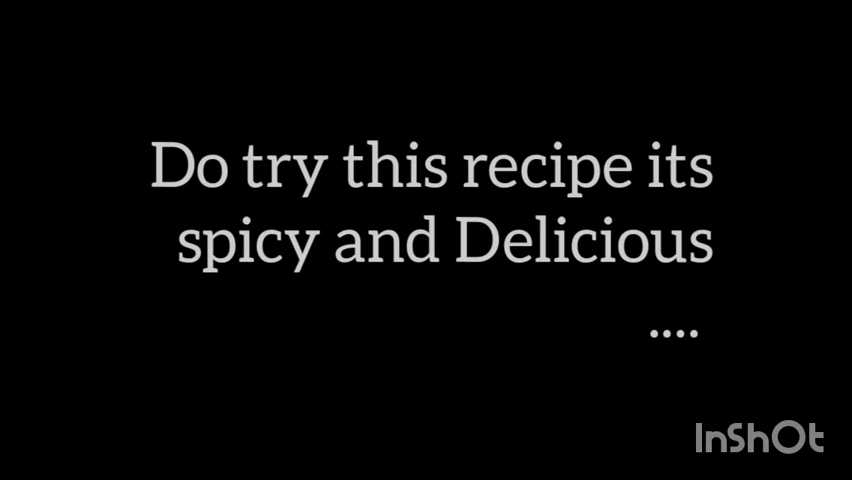 Do try this recipe its
spicy and Delicious
....
InShOt